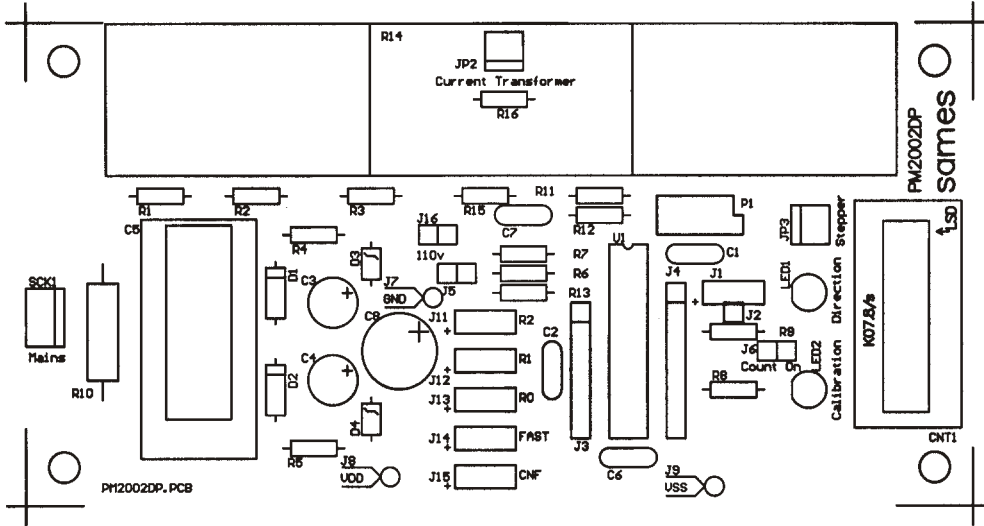 R14
JP2
Current Transformer
R16
PM2002DP
sames
R1
R2
R3
R15
R11
R12
P1
JP3
Stepper
LSD
C5
R4
J16
110v
C7
U1
C1
D3
D1
C3
J7
GND
J5
R7
R6
R13
J4
J1
LED1
Direction
SCK1
Mains
C8
J11
R2
C2
J2
R9
K07.8/s
C4
J12
R1
J6
Count On
LED2
R10
D2
J13
R0
R8
Calibration
D4
J14
FAST
J3
CNT1
R5
J8
VDD
J15
CNF
C6
J9
VSS
PM2002DP.PCB